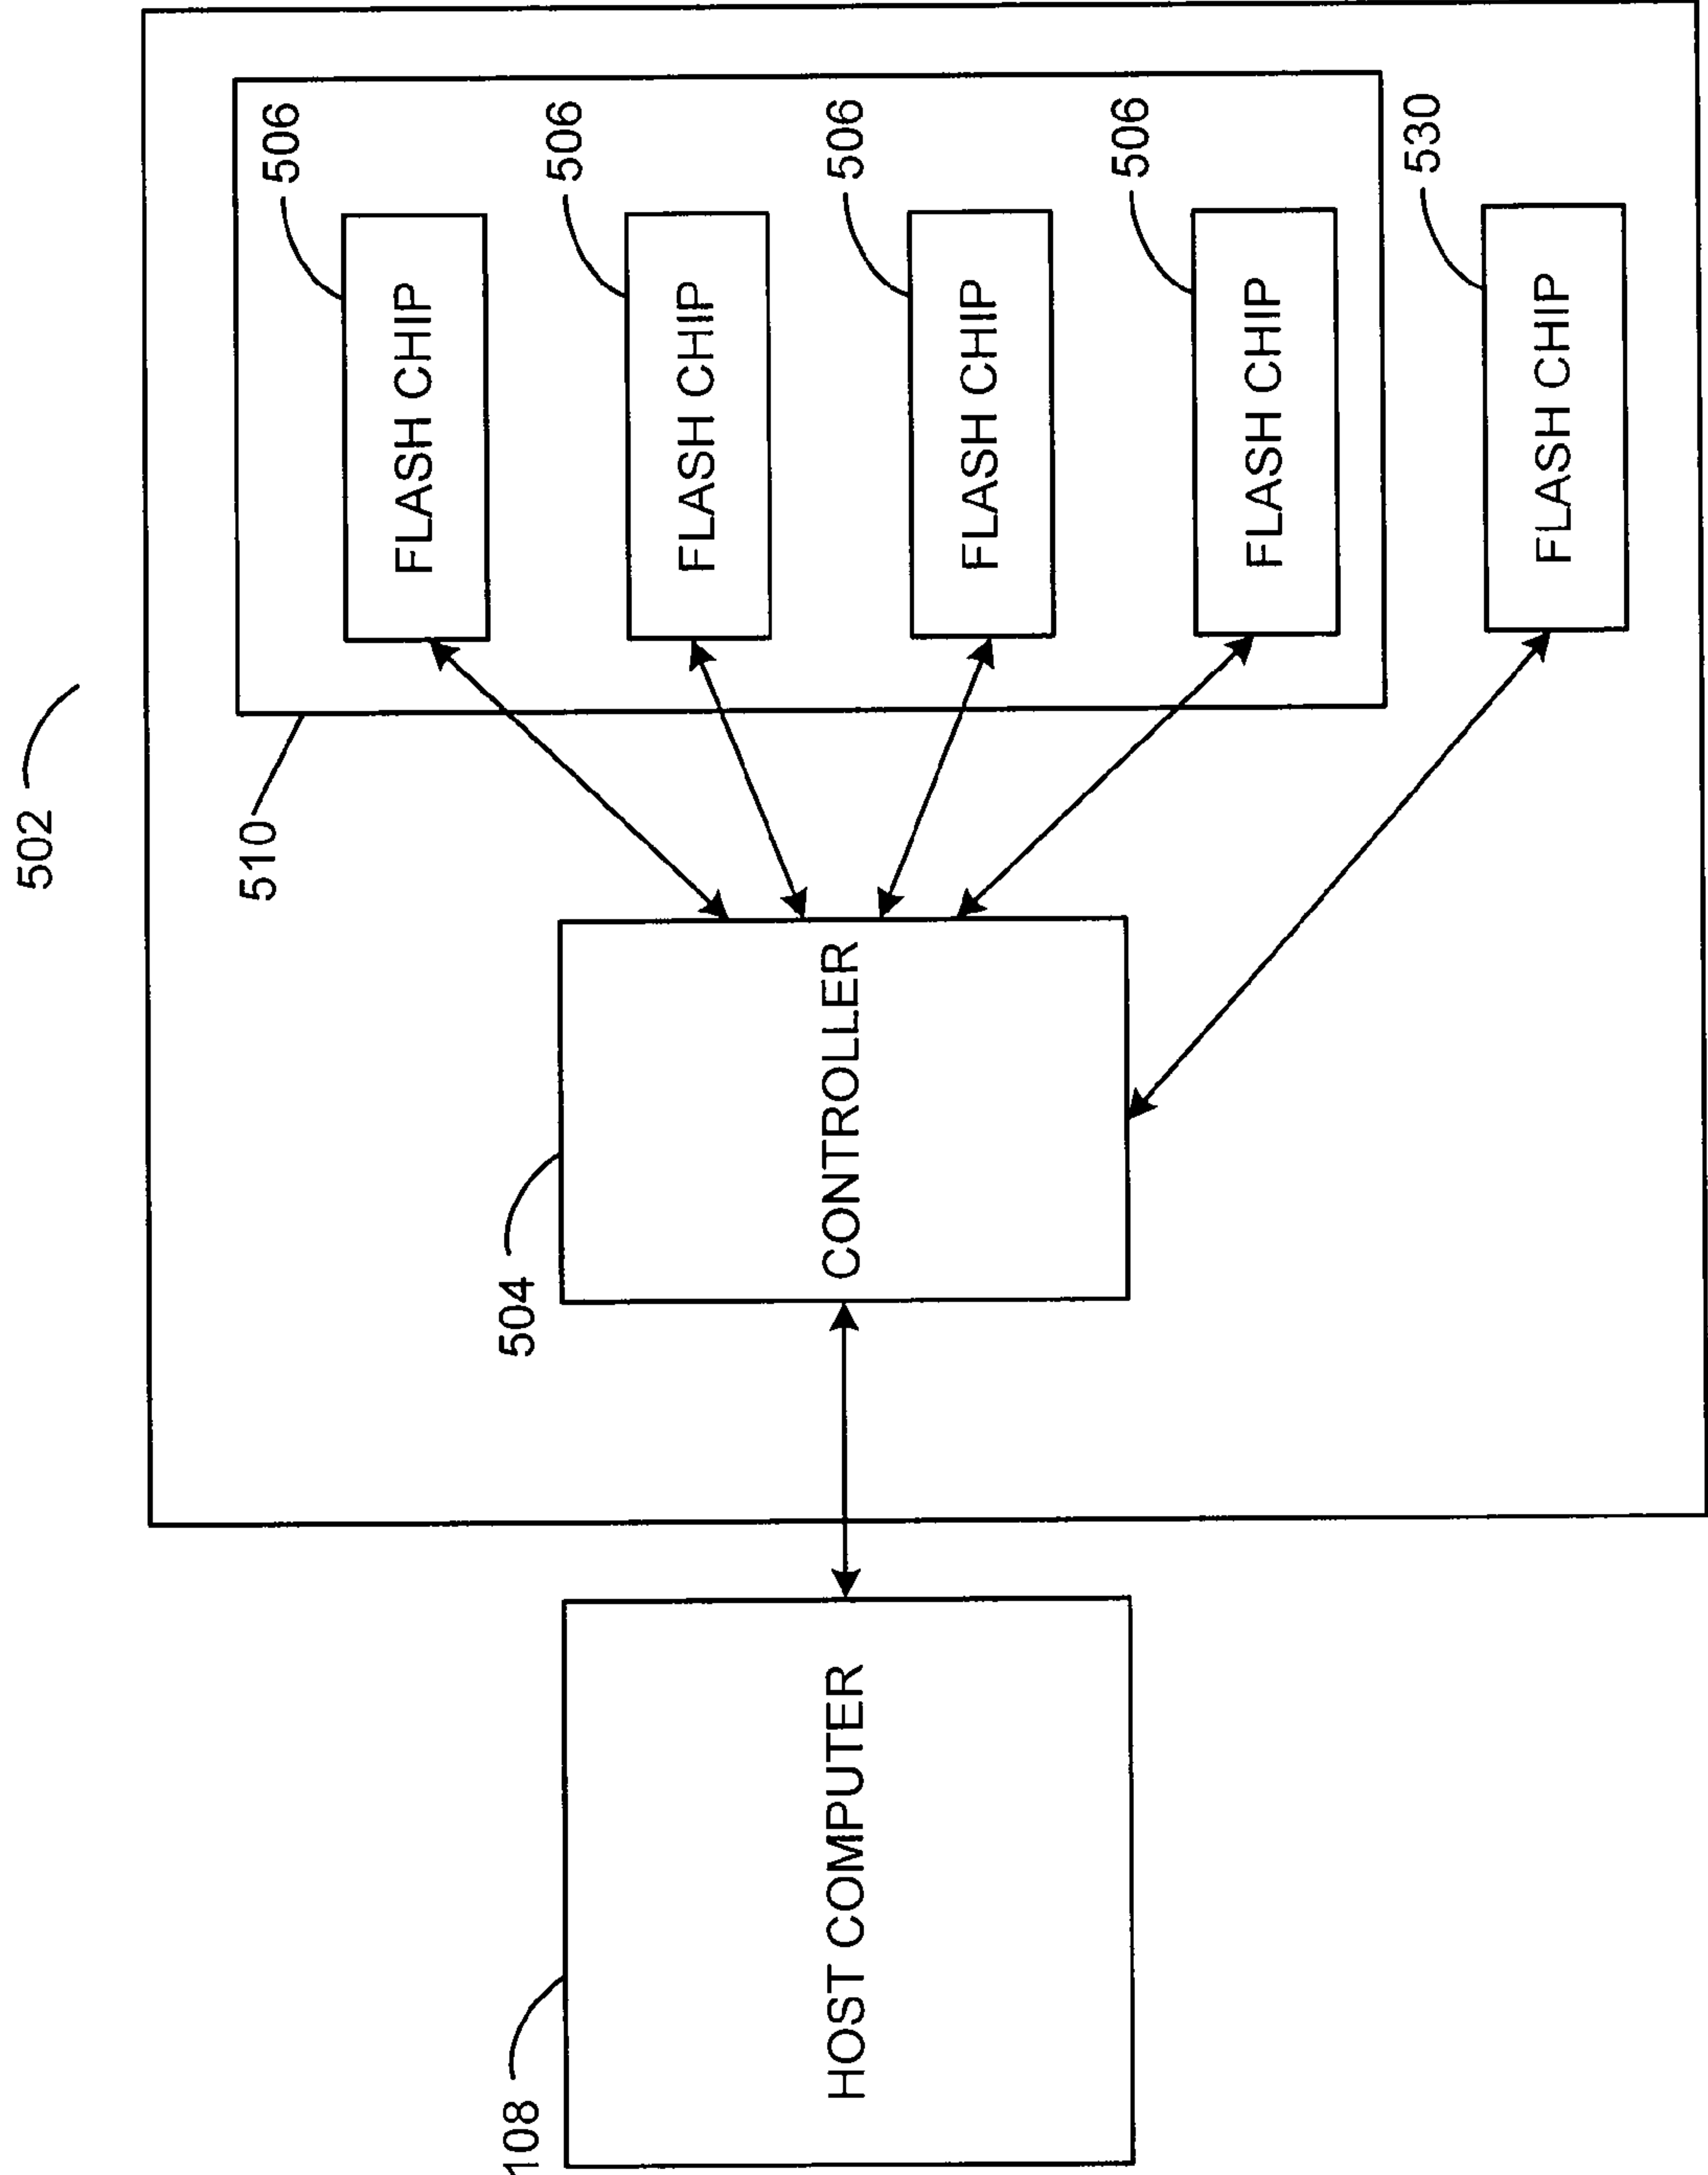 502
510
506
FLASH CHIP
506
FLASH CHIP
506
FLASH CHIP
506
FLASH CHIP
530
FLASH CHIP
504
CONTROLLER
108
HOST COMPUTER